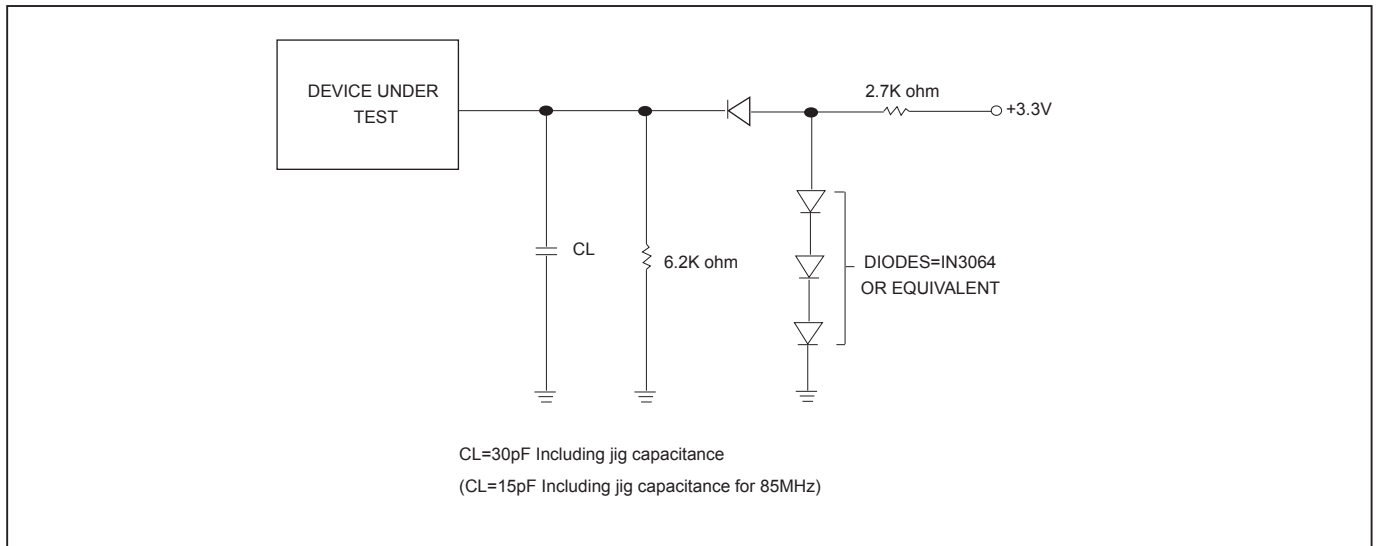 DEVICE UNDER
TEST
2.7K ohm
+3.3V
CL
6.2K ohm
DIODES=IN3064
OR EQUIVALENT
CL=30pF Including jig capacitance
(CL=15pF Including jig capacitance for 85MHz)